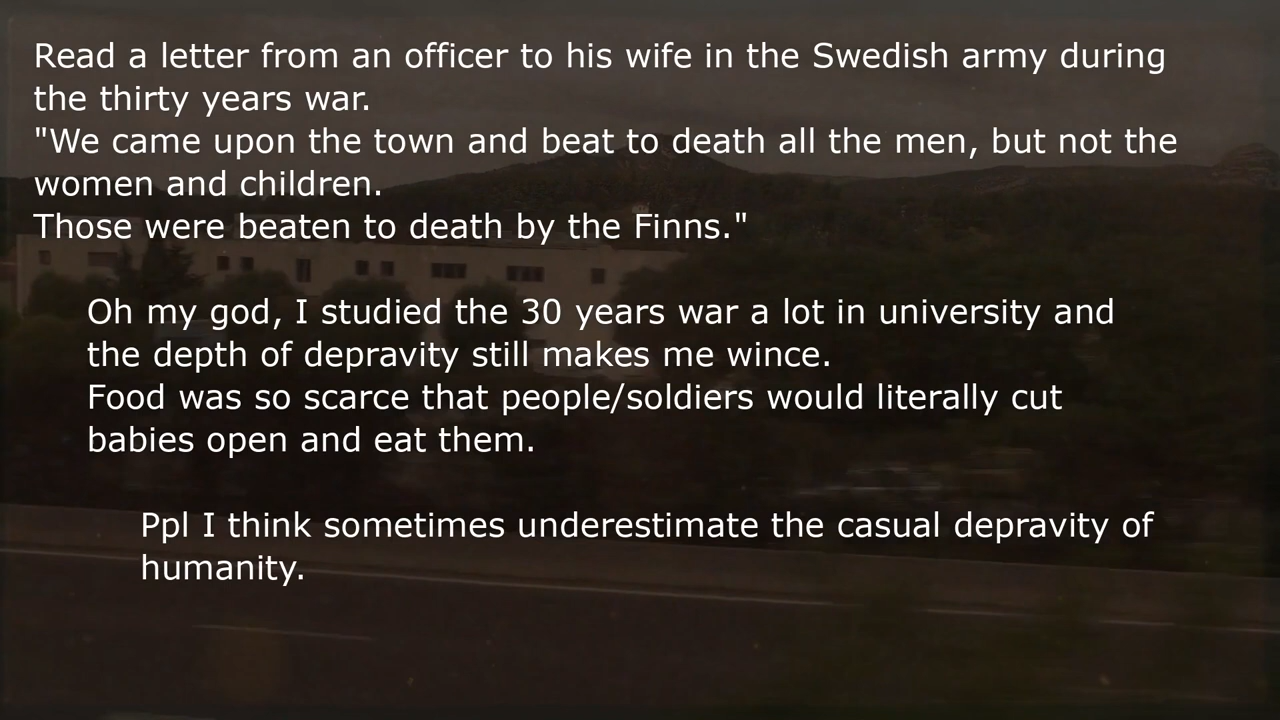 Read a letter from an officer to his wife in the Swedish army during
the thirty years war.
"We came upon the town and beat to death all the men, but not the
women and children.
Those were beaten to death by the Finns."
Oh my god, I studied the 30 years war a lot in university and
the depth of depravity still makes me wince.
Food was so scarce that people/soldiers would literally cut
babies open and eat them.
Ppl I think sometimes underestimate the casual depravity of
humanity.